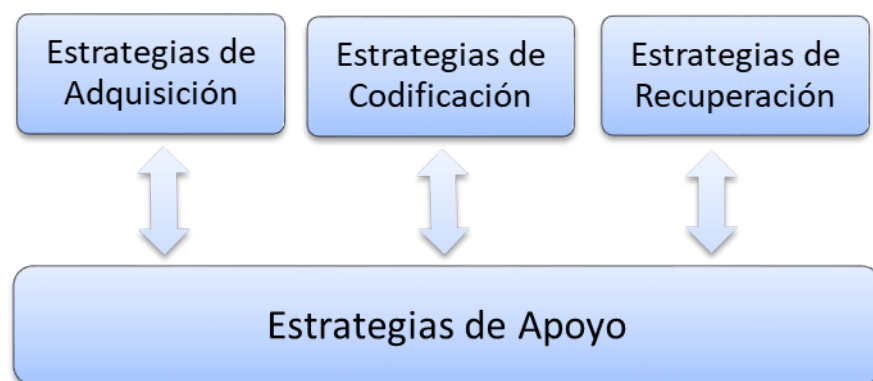 Estrategias de
Adquisición
Estrategias de
Codificación
Estrategias de
Recuperación
Estrategias de Apoyo